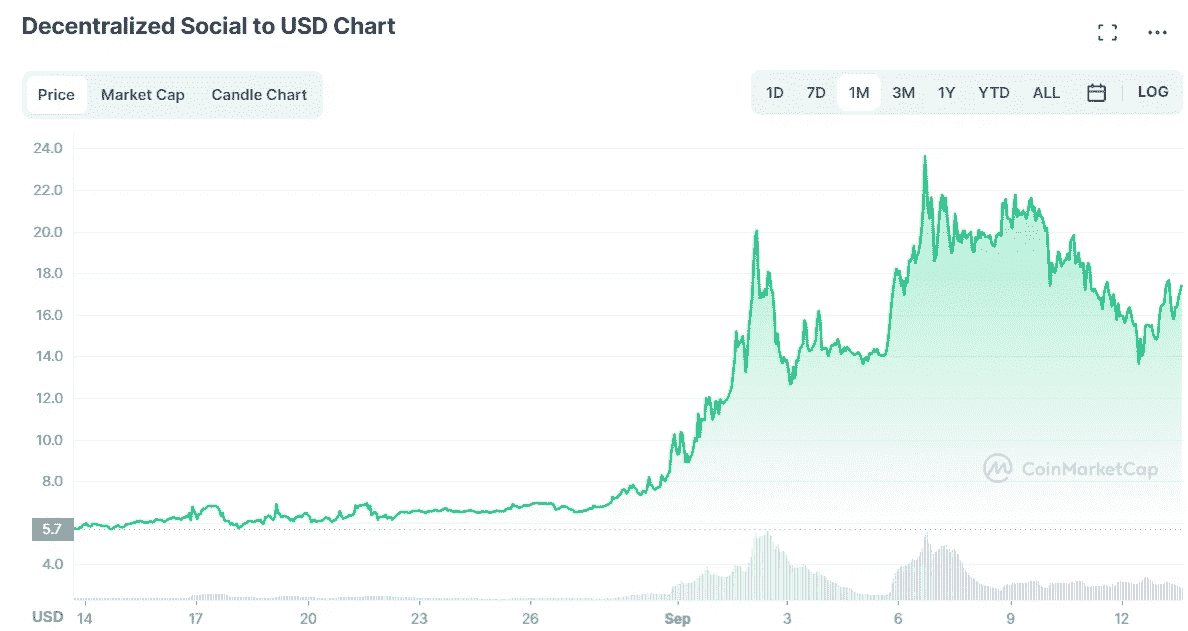 Decentralized Social to USD Chart
Price Market Cap Candle Chart
1D 7D 1M 3M 1Y YTD ALL LOG
24.0
22.0
20.0
18.0
16.0
14.0
12.0
10.0
8.0
5.7
4.0
CoinMarketCap
USD 14 17 20 23 26 Sep 3 6 9 12